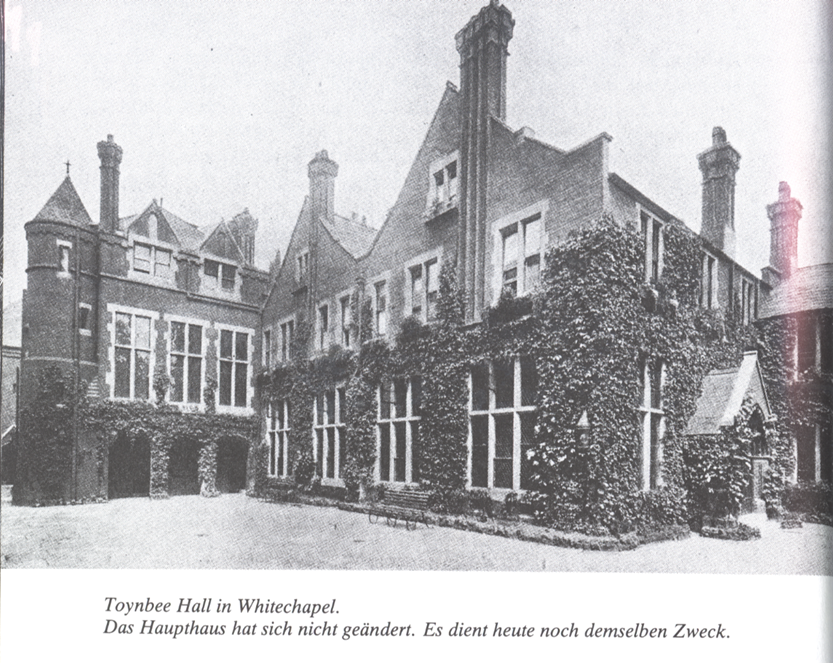 Toynbee Hall in Whitechapel.
Das Haupthaus hat sich nicht geändert. Es dient heute noch demselben Zweck.